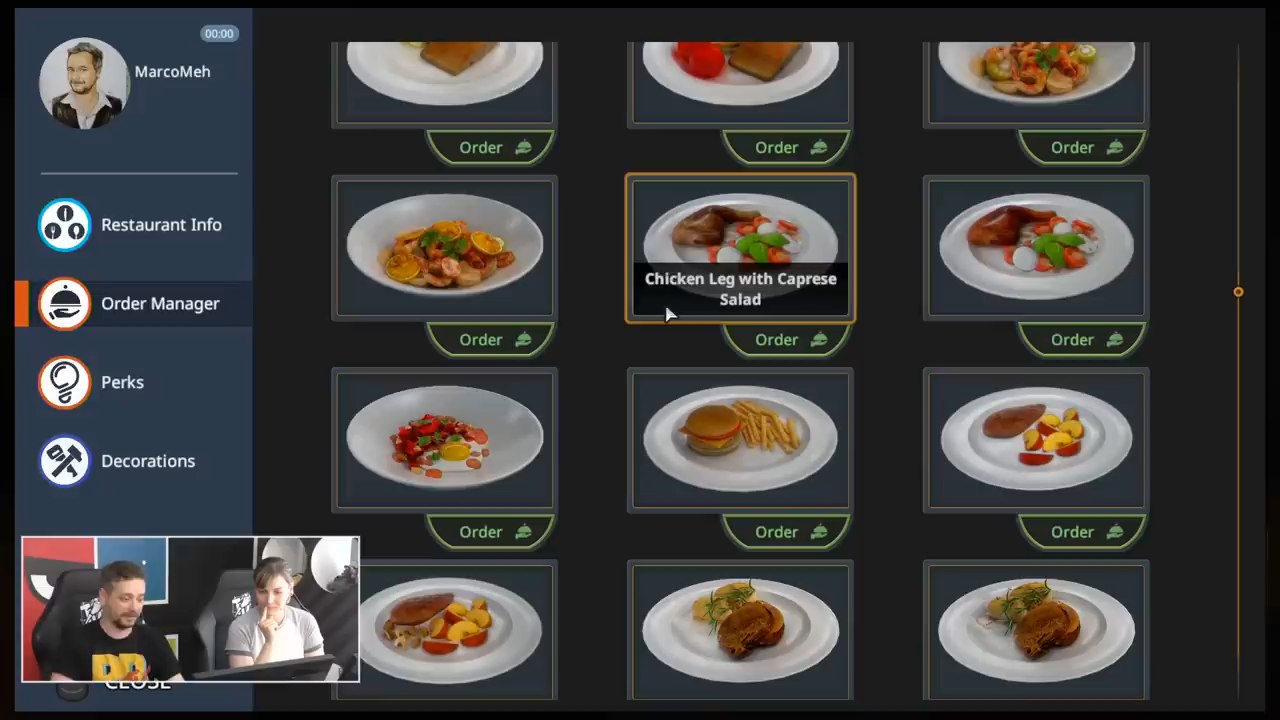 00:00
MarcoMeh
Restaurant Info
Order Manager
Perks
Decorations
CLOSE
Order
Order
Order
Chicken Leg with Caprese
Salad
Order
Order
Order
Order
Order
Order